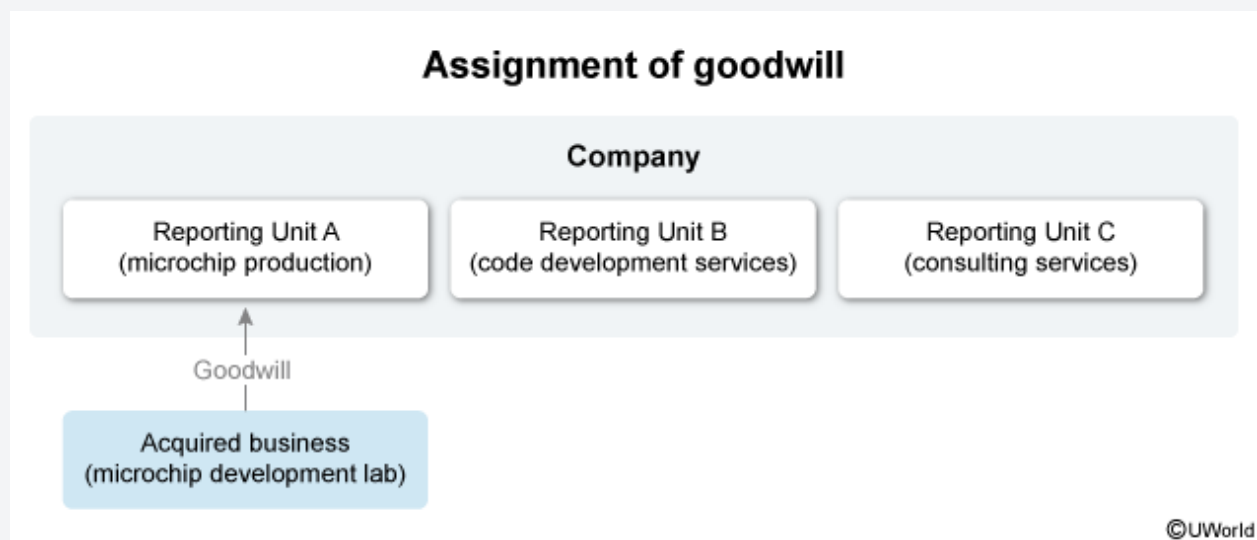 Assignment of goodwill
Company
Reporting Unit A
(microchip production)
Reporting Unit B
(code development services)
Reporting Unit C
(consulting services)
Goodwill
Acquired business
(microchip development lab)
©UWorld